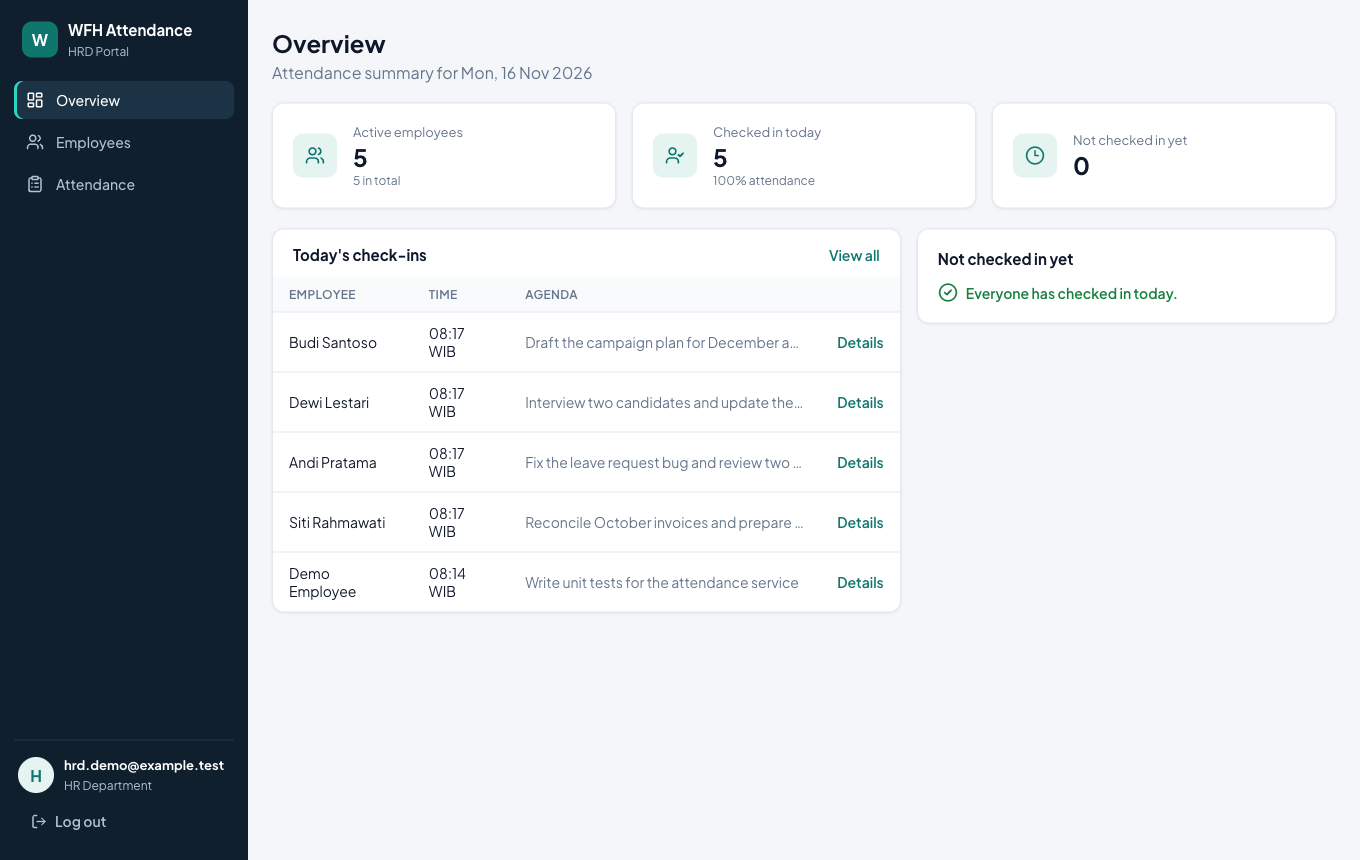 W
WFH Attendance
HRD Portal
Overview
Employees
Attendance
hrd.demo@example.test
H
HR Department
Log out
Overview
Attendance summary for Mon, 16 Nov 2026
Active employees
5
5 in total
Checked in today
5
100% attendance
Not checked in yet
0
Today's check-ins
View all
EMPLOYEE TIME AGENDA
Budi Santoso 08:17 WIB Draft the campaign plan for December a... Details
Dewi Lestari 08:17 WIB Interview two candidates and update the... Details
Andi Pratama 08:17 WIB Fix the leave request bug and review two ... Details
Siti Rahmawati 08:17 WIB Reconcile October invoices and prepare ... Details
Demo Employee 08:14 WIB Write unit tests for the attendance service Details
Not checked in yet
Everyone has checked in today.